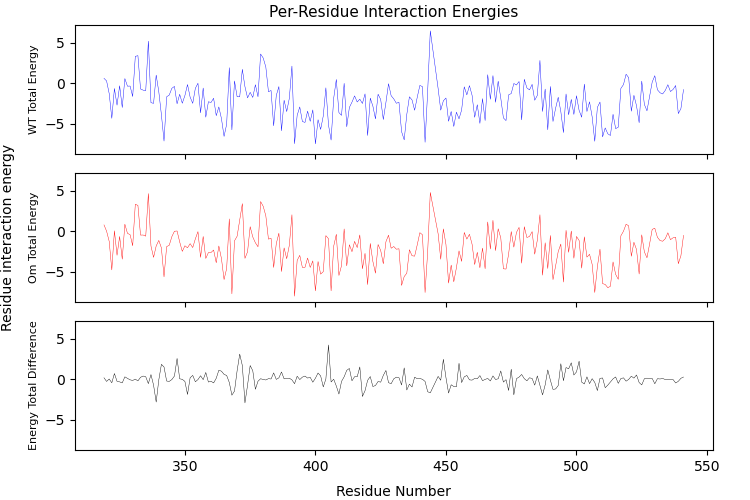 Per-Residue Interaction Energies
WT Total Energy
5
0
−5
Residue interaction energy
Om Total Energy
5
0
−5
Energy Total Difference
5
0
−5
350 400 450 500 550
Residue Number